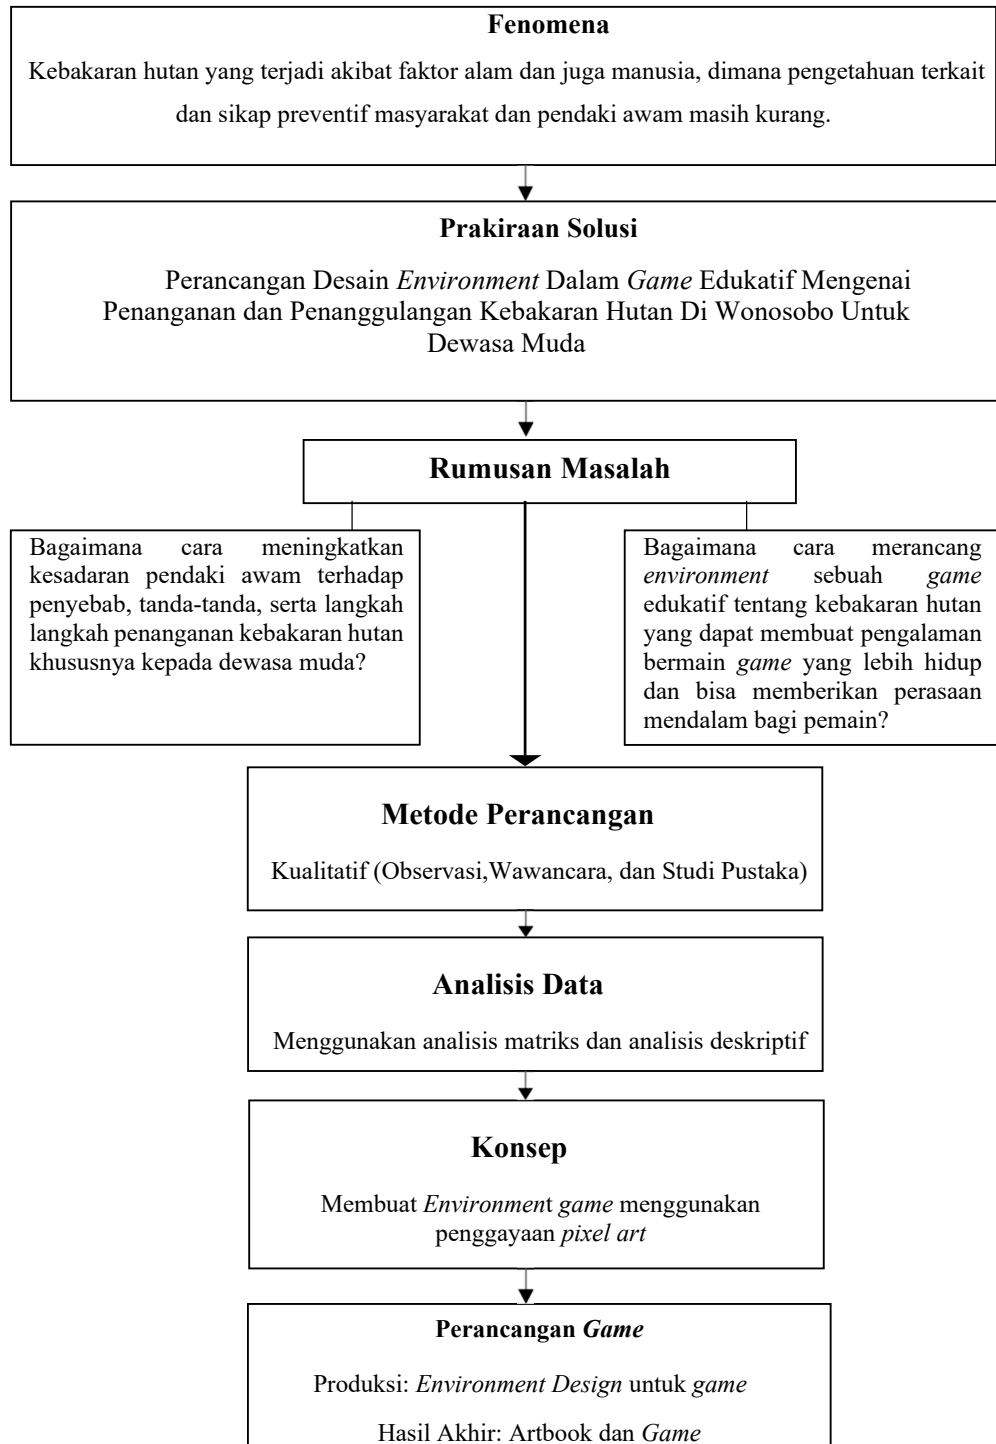 Fenomena
Kebakaran hutan yang terjadi akibat faktor alam dan juga manusia, dimana pengetahuan terkait
dan sikap preventif masyarakat dan pendaki awam masih kurang.
Prakiraan Solusi
Perancangan Desain Environment Dalam Game Edukatif Mengenai
Penanganan dan Penanggulangan Kebakaran Hutan Di Wonosobo Untuk
Dewasa Muda
Rumusan Masalah
Bagaimana cara meningkatkan
kesadaran pendaki awam terhadap
penyebab, tanda-tanda, serta langkah
langkah penanganan kebakaran hutan
khususnya kepada dewasa muda?
Bagaimana cara merancang
environment sebuah game
edukatif tentang kebakaran hutan
yang dapat membuat pengalaman
bermain game yang lebih hidup
dan bisa memberikan perasaan
mendalam bagi pemain?
Metode Perancangan
Kualitatif (Observasi,Wawancara, dan Studi Pustaka)
Analisis Data
Menggunakan analisis matriks dan analisis deskriptif
Konsep
Membuat Environment game menggunakan
penggayaan pixel art
Perancangan Game
Produksi: Environment Design untuk game
Hasil Akhir: Artbook dan Game